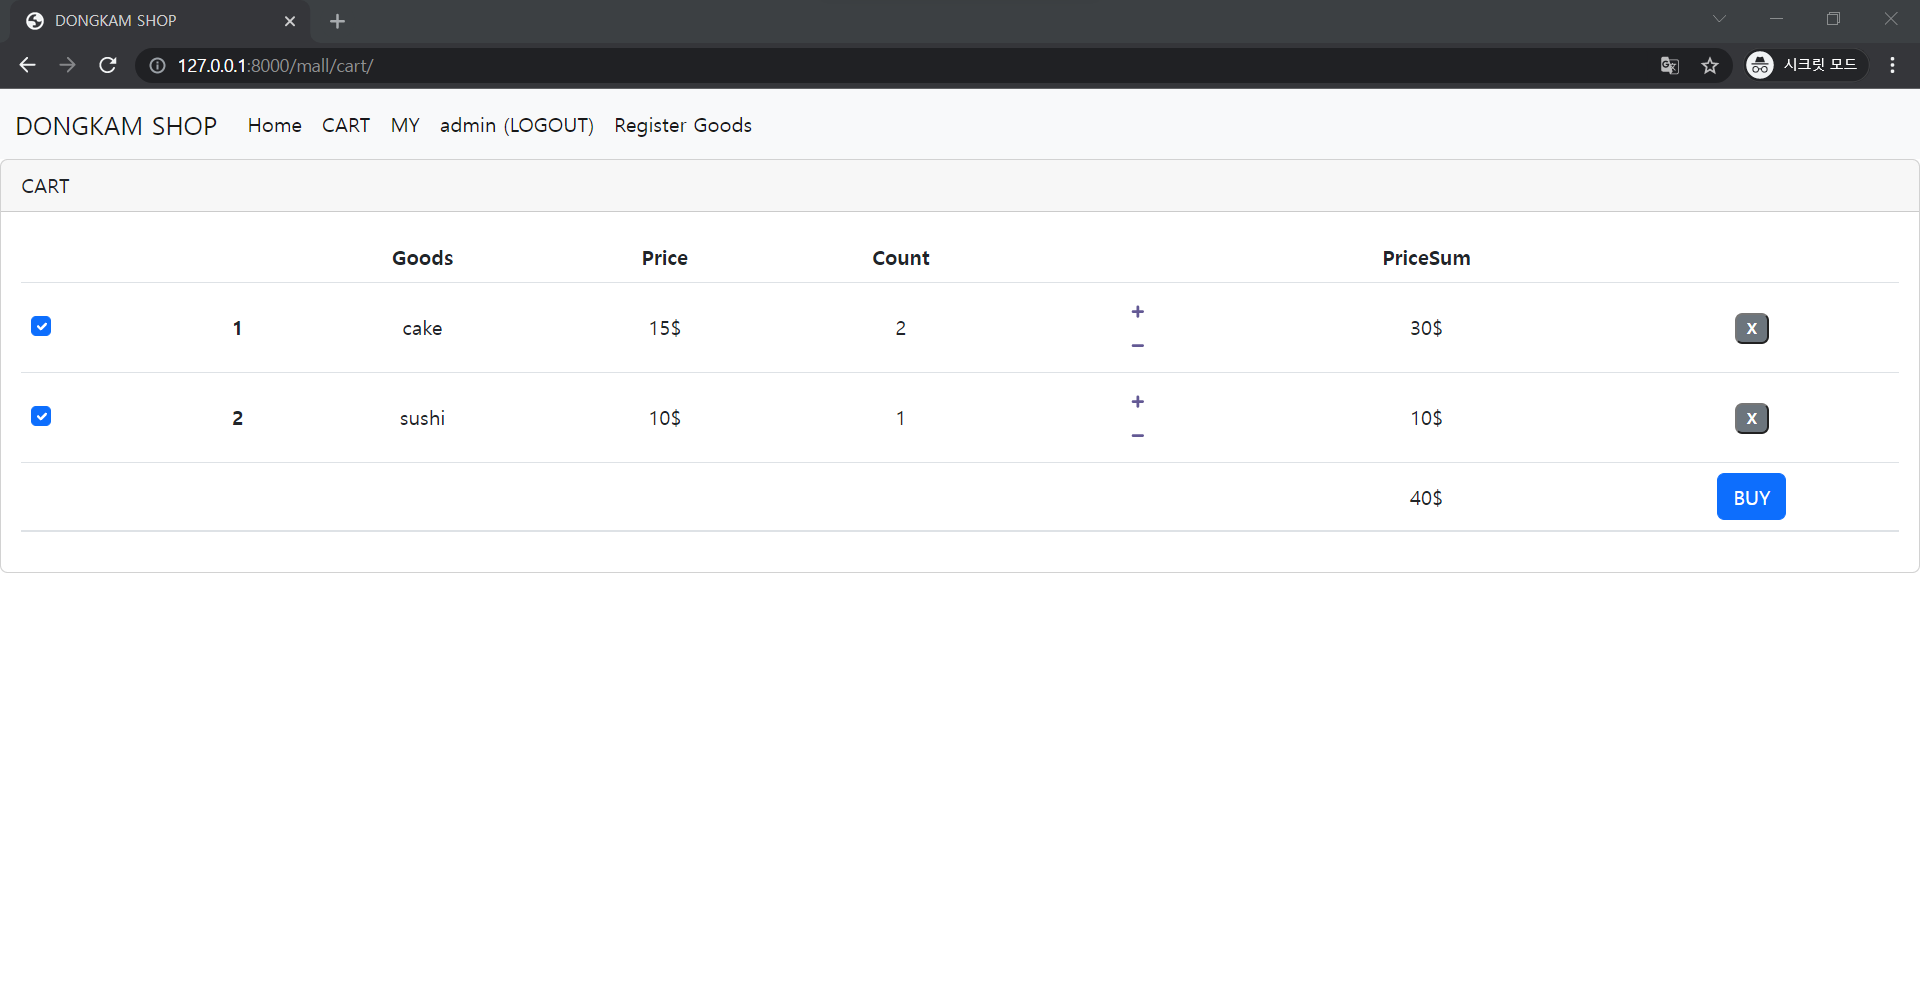 DONGKAM SHOP
127.0.0.1:8000/mall/cart/
시크릿 모드
DONGKAM SHOP Home CART MY admin (LOGOUT) Register Goods
CART
Goods Price Count PriceSum
1 cake 15$ 2 + − 30$ X
2 sushi 10$ 1 + − 10$ X
40$ BUY